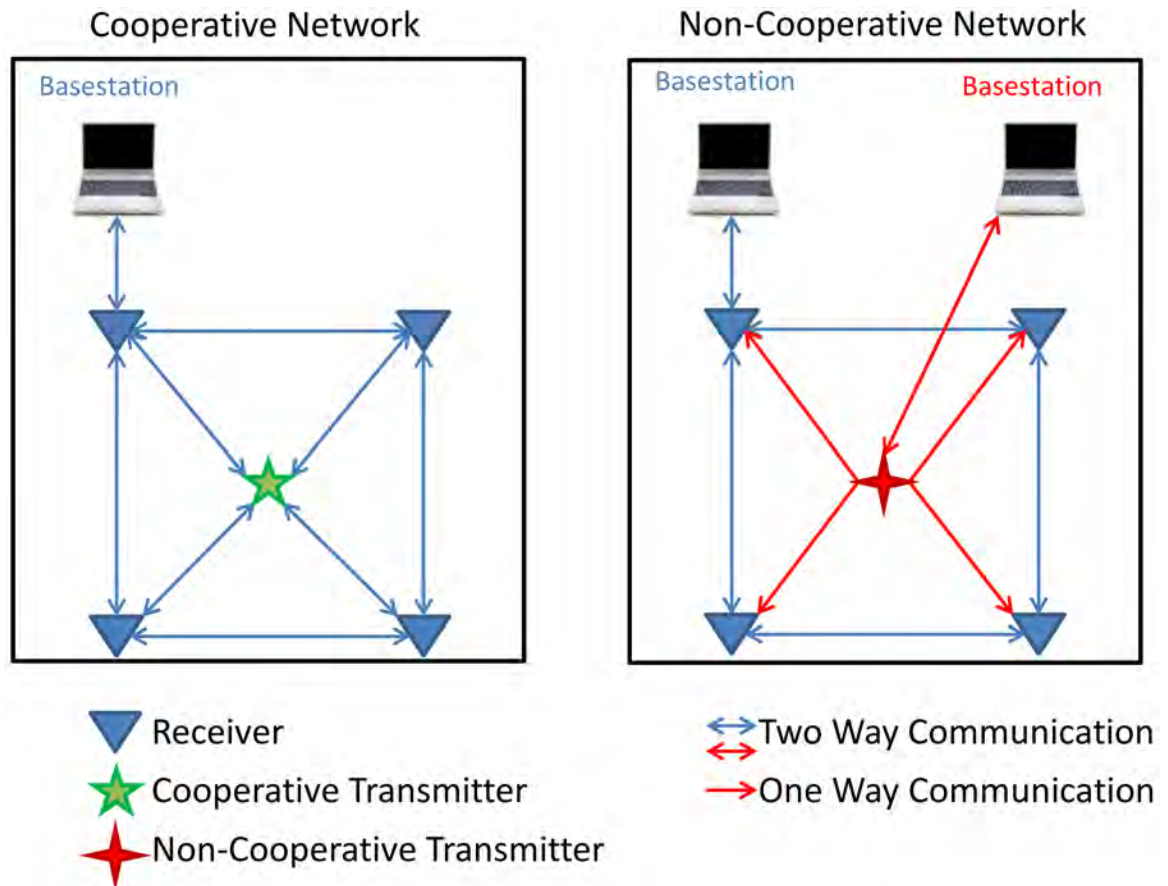 Cooperative Network
Non-Cooperative Network
Basestation
Basestation
Basestation
Receiver
Cooperative Transmitter
Non-Cooperative Transmitter
Two Way Communication
One Way Communication